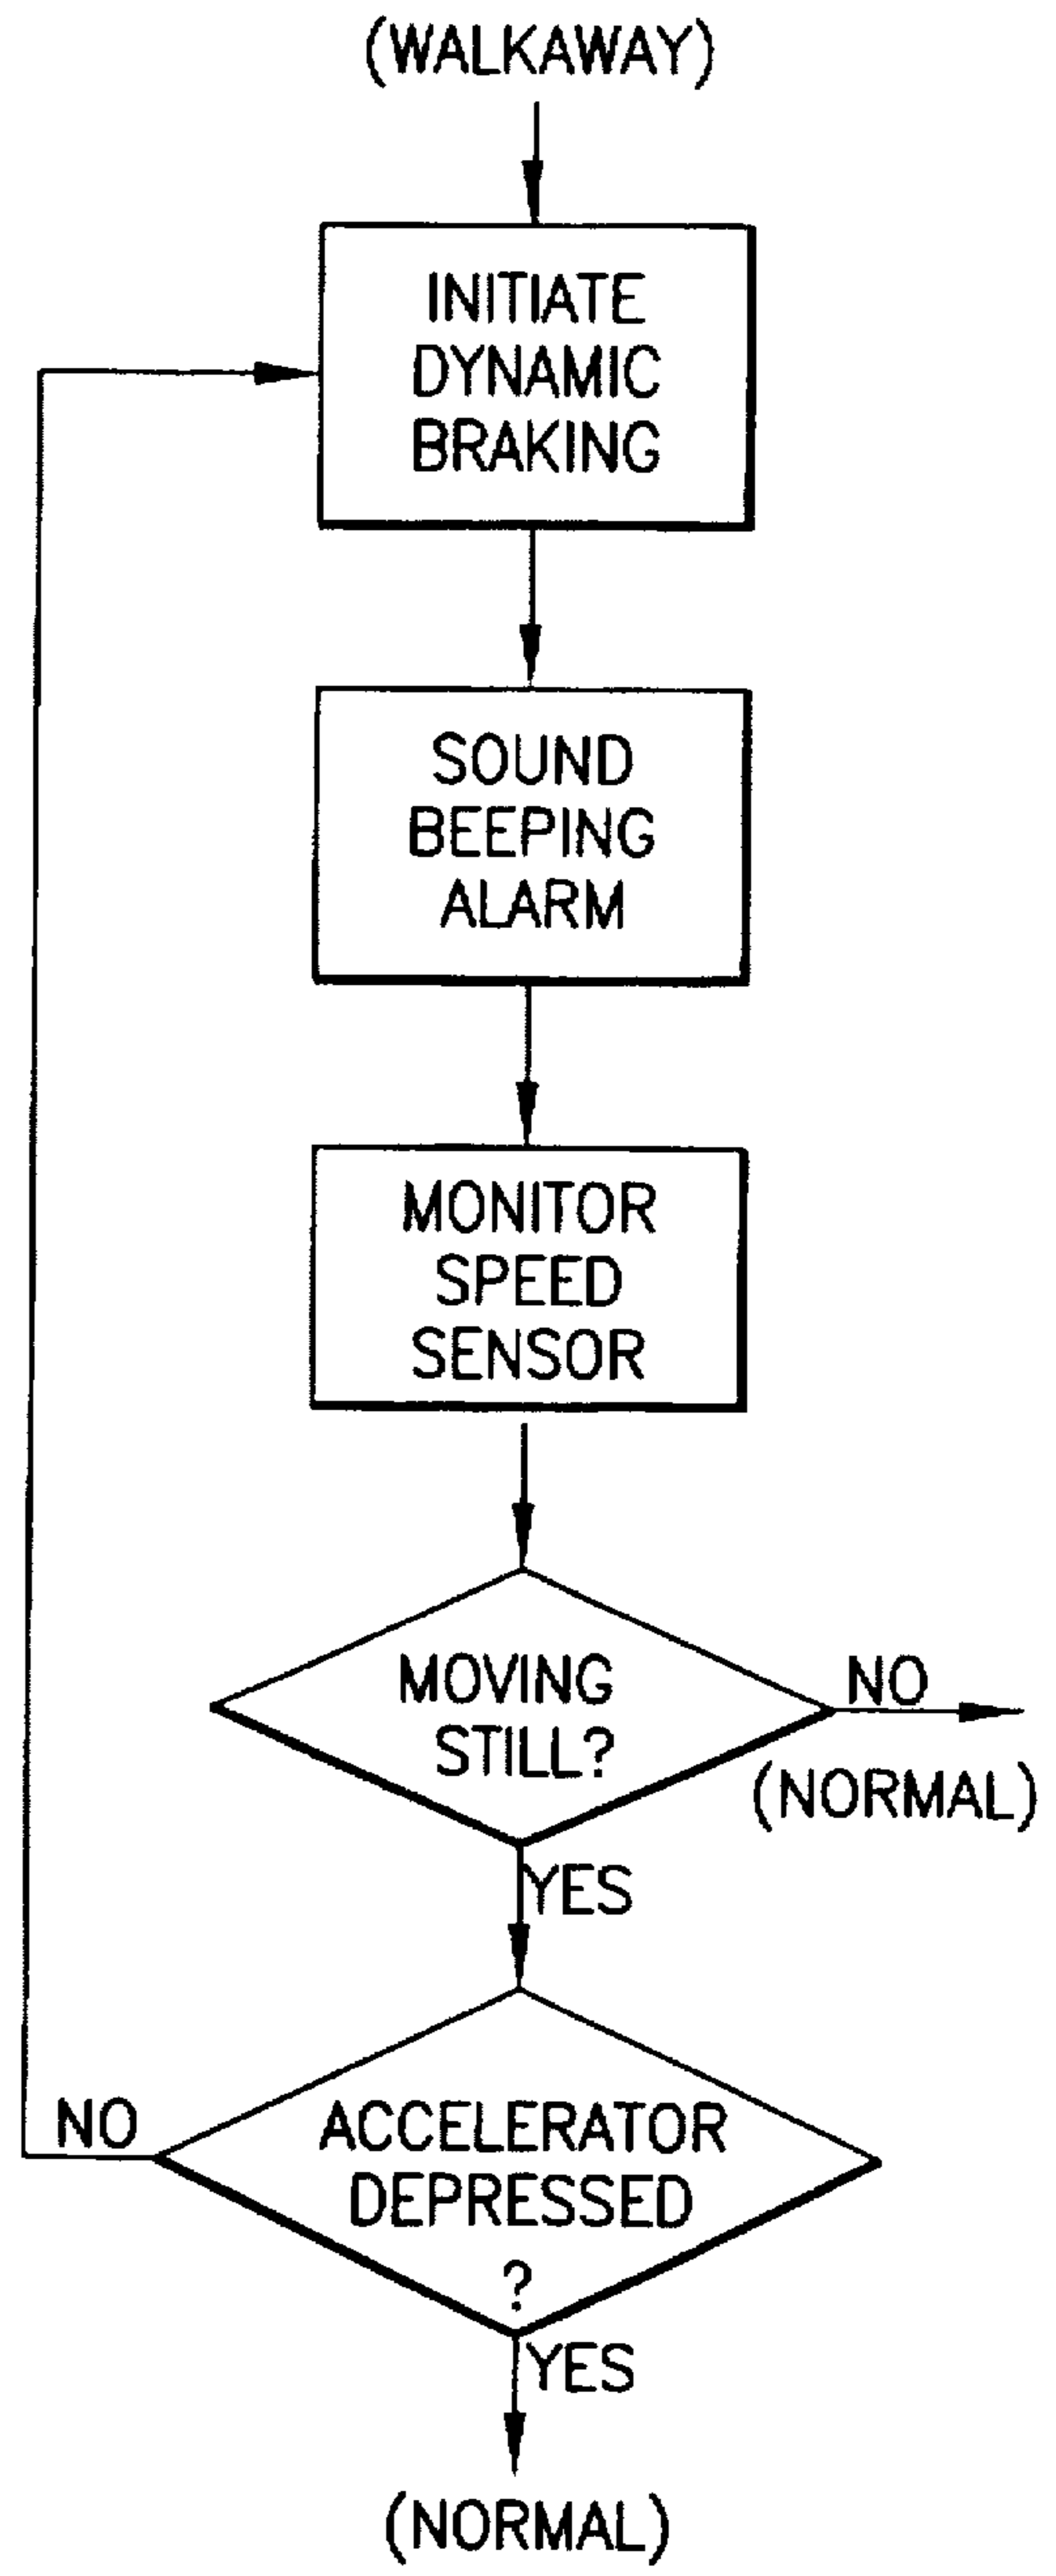 (WALKAWAY)
INITIATE
DYNAMIC
BRAKING
SOUND
BEEPING
ALARM
MONITOR
SPEED
SENSOR
MOVING
STILL?
NO
(NORMAL)
YES
NO
ACCELERATOR
DEPRESSED
?
YES
(NORMAL)